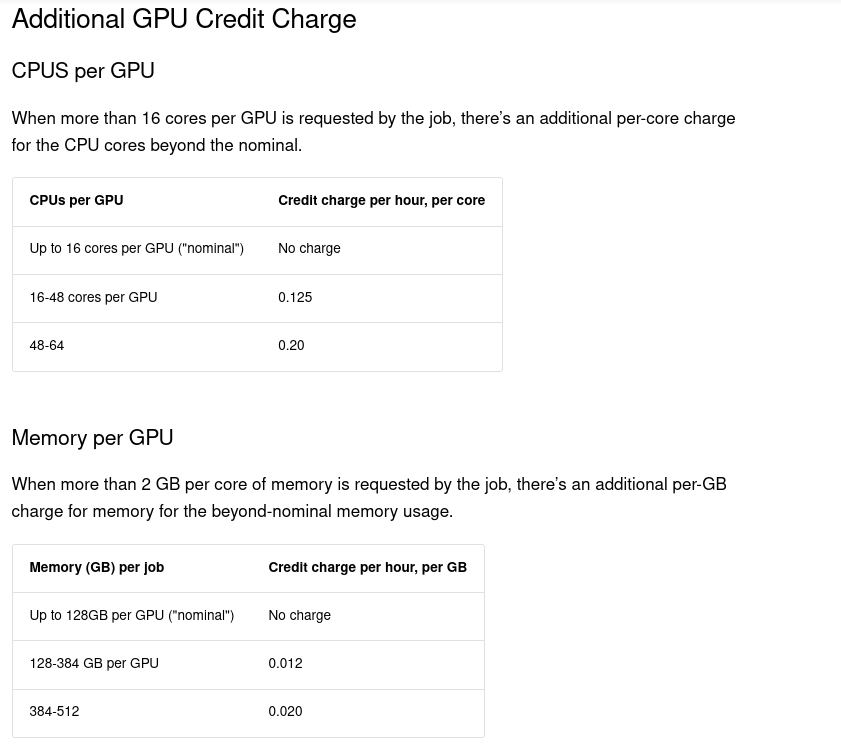 Additional GPU Credit Charge
CPUS per GPU
When more than 16 cores per GPU is requested by the job, there's an additional per-core charge
for the CPU cores beyond the nominal.
CPUs per GPU Credit charge per hour, per core
Up to 16 cores per GPU ("nominal") No charge
16-48 cores per GPU 0.125
48-64 0.20
Memory per GPU
When more than 2 GB per core of memory is requested by the job, there's an additional per-GB
charge for memory for the beyond-nominal memory usage.
Memory (GB) per job Credit charge per hour, per GB
Up to 128GB per GPU ("nominal") No charge
128-384 GB per GPU 0.012
384-512 0.020